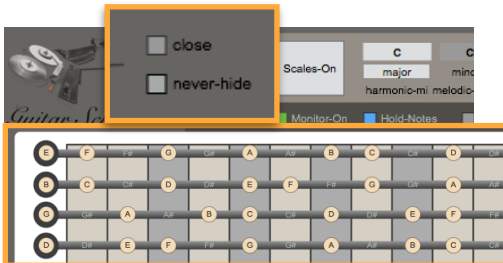 close
never-hide
Scales-On
C
C
major
harmonic-mi melodic-
Guitar Sc
Monitor-On
Hold-Notes
E F F# G G# A A# B C C# D D#
B C C# D D# E F F# G G# A A#
G G# A A# B C C# D D# E F F#
D D# E F F# G G# A A# B C C#